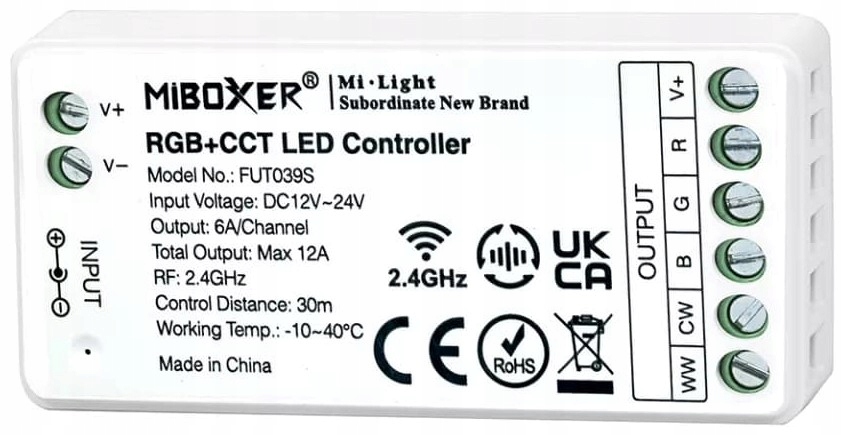 V+
V−
INPUT
MiBOXER® | Mi·Light
Subordinate New Brand
RGB+CCT LED Controller
Model No.: FUT039S
Input Voltage: DC12V~24V
Output: 6A/Channel
Total Output: Max 12A
RF: 2.4GHz
Control Distance: 30m
Working Temp.: -10~40°C
Made in China
2.4GHz
UK
CA
CE
RoHS
OUTPUT
V+
R
G
B
CW
WW